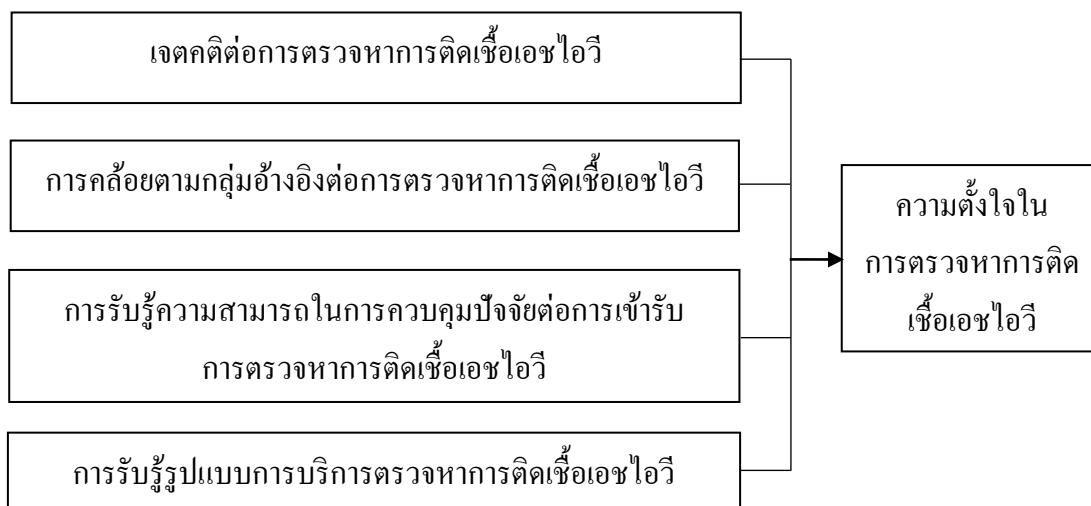 เจตคติต่อการตรวจหาการติดเชื้อเอชไอวี
การคล้อยตามกลุ่มอ้างอิงต่อการตรวจหาการติดเชื้อเอชไอวี
การรับรู้ความสามารถในการควบคุมปัจจัยต่อการเข้ารับ
การตรวจหาการติดเชื้อเอชไอวี
การรับรู้รูปแบบการบริการตรวจหาการติดเชื้อเอชไอวี
ความตั้งใจใน
การตรวจหาการติด
เชื้อเอชไอวี